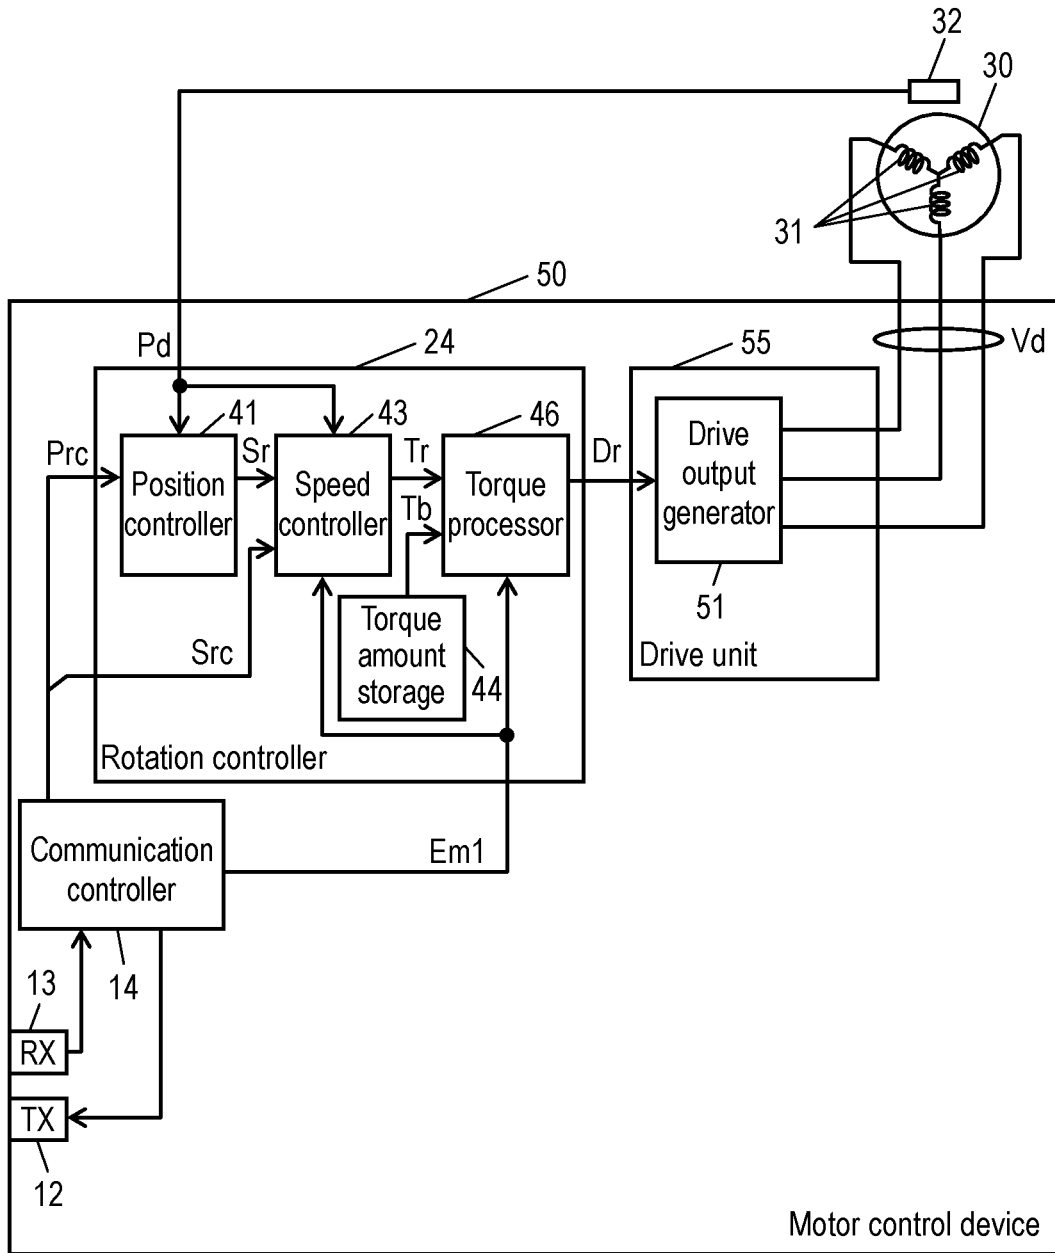 32
30
31
50
Vd
Pd
24
55
41
43
46
Prc
Sr
Tr
Dr
Tb
Position
controller
Speed
controller
Torque
processor
Drive
output
generator
51
Torque
amount
storage
44
Src
Drive unit
Rotation controller
Communication
controller
Em1
14
13
RX
TX
12
Motor control device